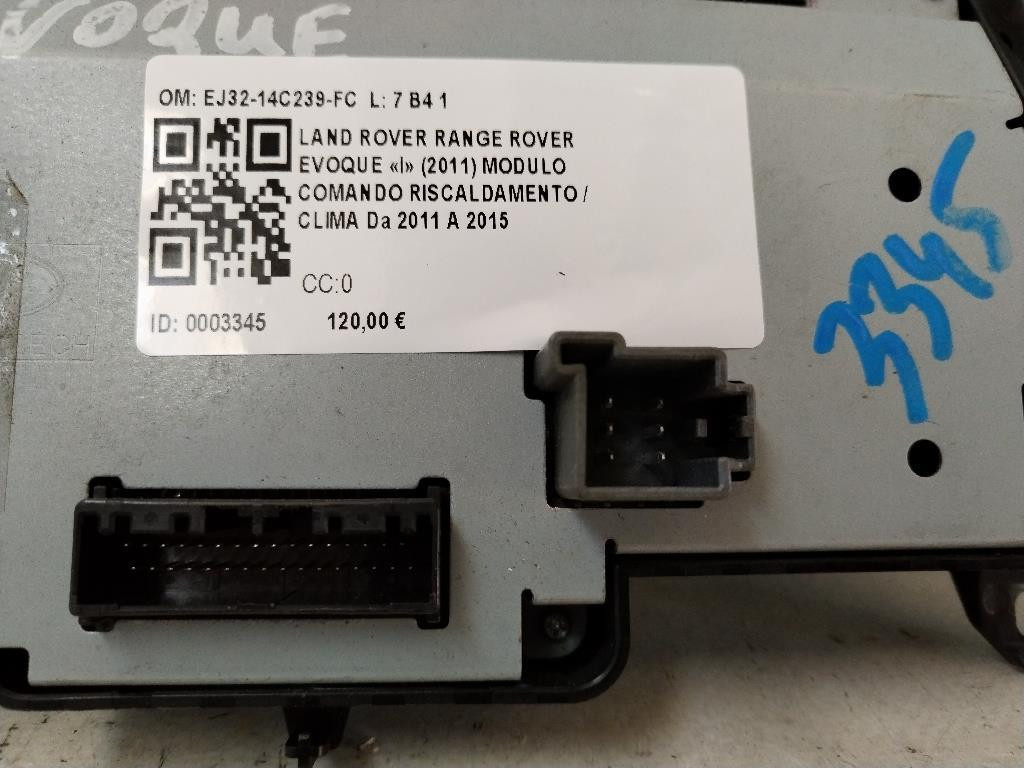 VOQUE
OM: EJ32-14C239-FC L: 7 B4 1
LAND ROVER RANGE ROVER
EVOQUE «I» (2011) MODULO
COMANDO RISCALDAMENTO /
CLIMA Da 2011 A 2015
CC:0
ID: 0003345 120,00 €
3345